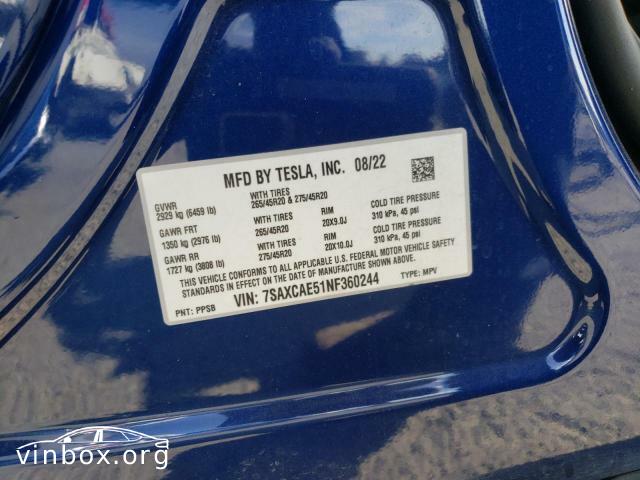 MFD BY TESLA, INC. 08/22
GVWR
2929 kg (6459 lb)
WITH TIRES
265/45R20 & 275/45R20
GAWR FRT
1350 kg (2976 lb)
WITH TIRES
265/45R20
RIM
20X9.0J
COLD TIRE PRESSURE
310 kPa, 45 psi
GAWR RR
1727 kg (3808 lb)
WITH TIRES
275/45R20
RIM
20X10.0J
COLD TIRE PRESSURE
310 kPa, 45 psi
THIS VEHICLE CONFORMS TO ALL APPLICABLE U.S. FEDERAL MOTOR VEHICLE SAFETY
STANDARDS IN EFFECT ON THE DATE OF MANUFACTURE SHOWN ABOVE.
VIN: 7SAXCAE51NF360244
PNT: PPSB
TYPE: MPV
vinbox.org